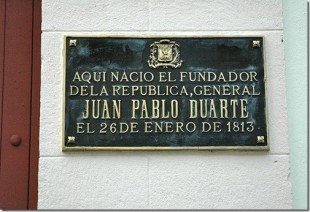 AQUI NACIO EL FUNDADOR
DE LA REPUBLICA, GENERAL
JUAN PABLO DUARTE
EL 26 DE ENERO DE 1813